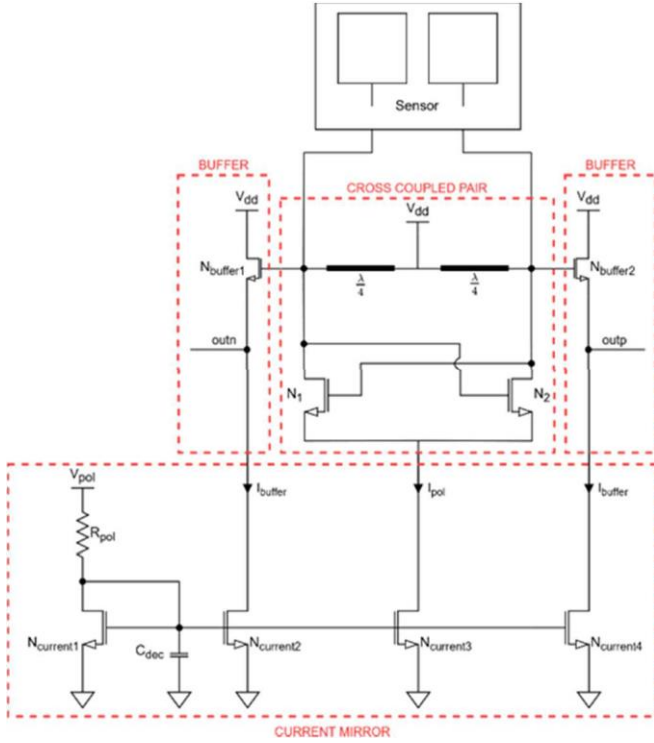 Sensor
BUFFER
BUFFER
CROSS COUPLED PAIR
Vdd
Vdd
Vdd
Nbuffer1
Nbuffer2
λ/4
λ/4
outn
outp
N1
N2
Vpol
Ibuffer
Ipol
Ibuffer
Rpol
Ncurrent1
Cdec
Ncurrent2
Ncurrent3
Ncurrent4
CURRENT MIRROR